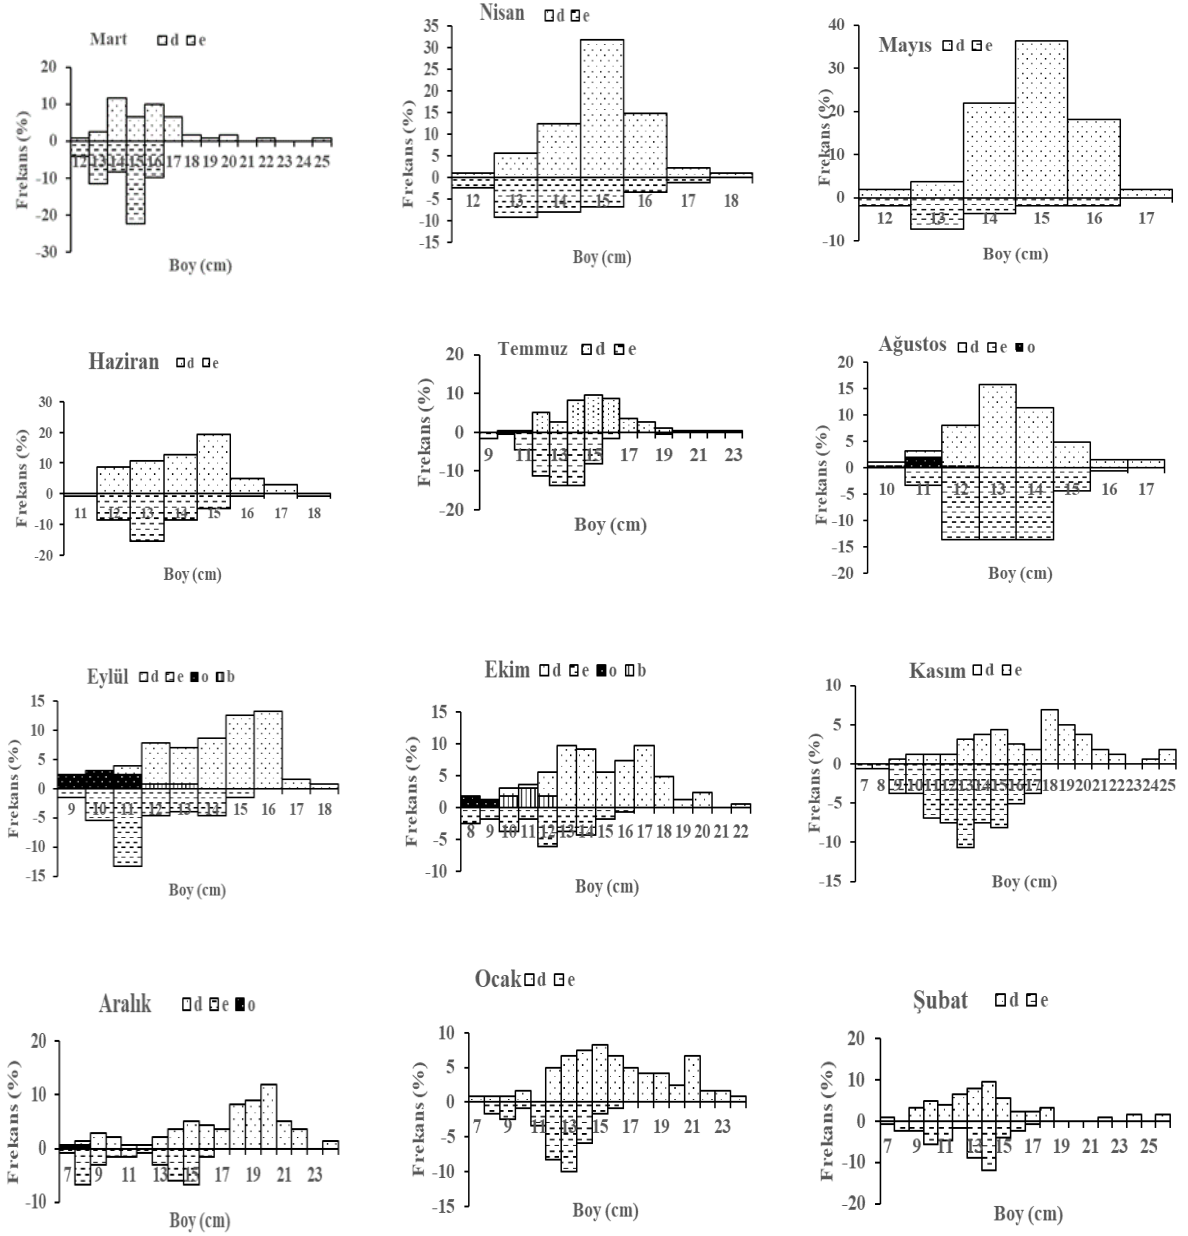 Mart d e
20
10
0
-10
-20
-30
12 13 14 15 16 17 18 19 20 21 22 23 24 25
Frekans (%)
Boy (cm)
Nisan d e
35
30
25
20
15
10
5
0
-5
-10
-15
12 13 14 15 16 17 18
Frekans (%)
Boy (cm)
Mayıs d e
40
30
20
10
0
-10
12 13 14 15 16 17
Frekans (%)
Boy (cm)
Haziran d e
30
20
10
0
-10
-20
11 12 13 14 15 16 17 18
Frekans (%)
Boy (cm)
Temmuz d e
20
10
0
-10
-20
9 11 13 15 17 19 21 23
Frekans (%)
Boy (cm)
Ağustos d e o
20
15
10
5
0
-5
-10
-15
-20
10 11 12 13 14 15 16 17
Frekans (%)
Boy (cm)
Eylül d e o b
15
10
5
0
-5
-10
-15
9 10 11 12 13 14 15 16 17 18
Frekans (%)
Boy (cm)
Ekim d e o b
15
10
5
0
-5
-10
8 9 10 11 12 13 14 15 16 17 18 19 20 21 22
Frekans (%)
Boy (cm)
Kasım d e
10
5
0
-5
-10
-15
7 8 9 10 11 12 13 14 15 16 17 18 19 20 21 22 23 24 25
Frekans (%)
Boy (cm)
Aralık d e o
20
10
0
-10
7 9 11 13 15 17 19 21 23
Frekans (%)
Boy (cm)
Ocak d e
10
5
0
-5
-10
-15
7 9 11 13 15 17 19 21 23
Frekans (%)
Boy (cm)
Şubat d e
20
10
0
-10
-20
7 9 11 13 15 17 19 21 23 25
Frekans (%)
Boy (cm)